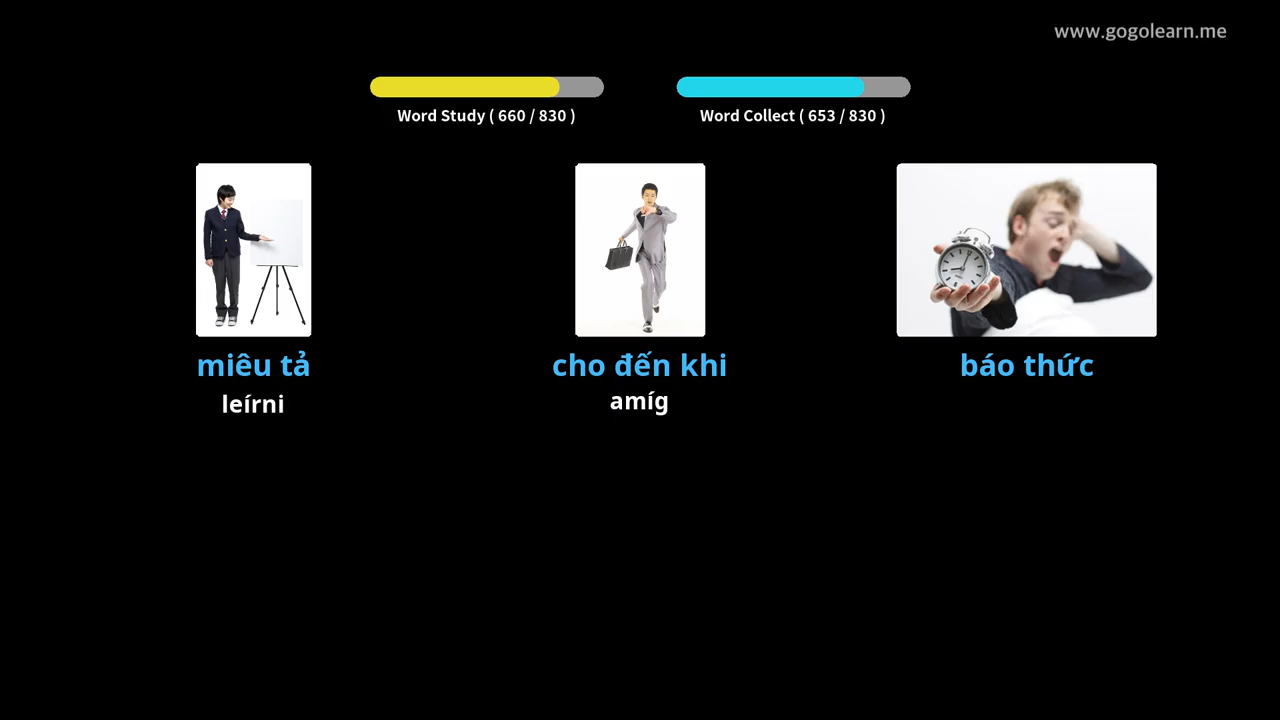 www.gogolearn.me
Word Study ( 660 / 830 )
Word Collect ( 653 / 830 )
miêu tả
leírni
cho đến khi
amíg
báo thức